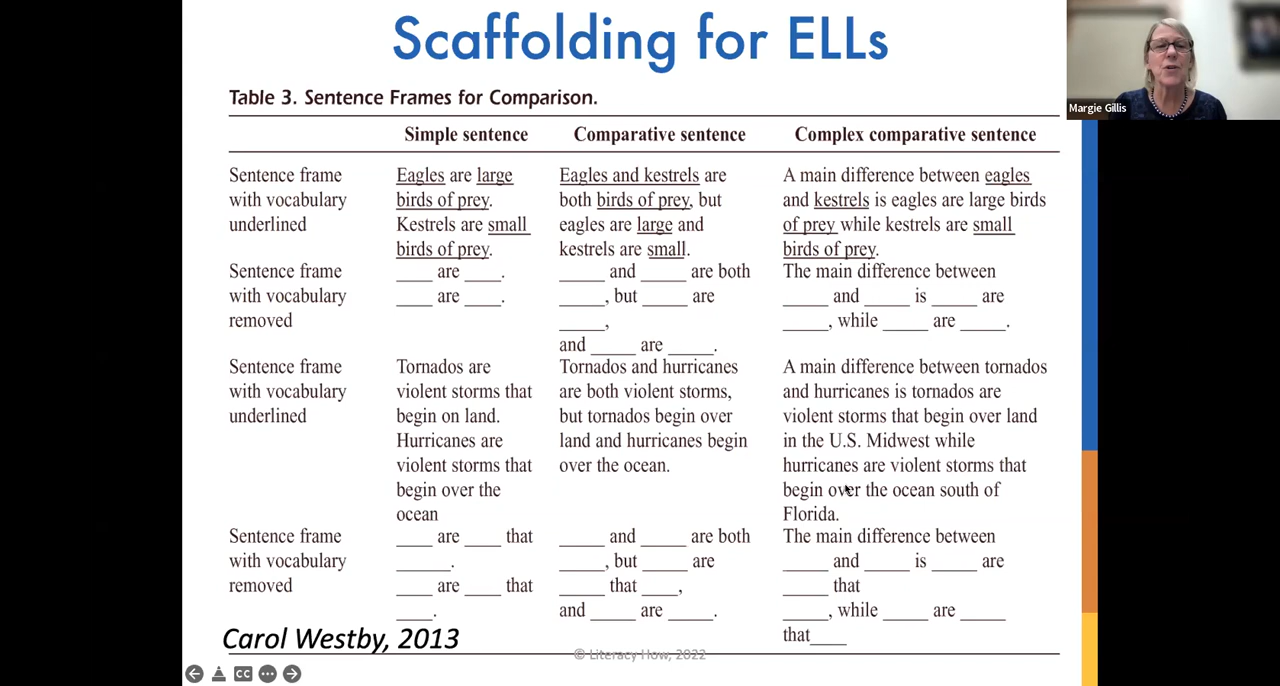 Scaffolding for ELLs
Margie Gillis
Table 3. Sentence Frames for Comparison.
Simple sentence Comparative sentence Complex comparative sentence
Sentence frame
with vocabulary
underlined
Eagles are large
birds of prey.
Kestrels are small
birds of prey.
Eagles and kestrels are
both birds of prey, but
eagles are large and
kestrels are small.
A main difference between eagles
and kestrels is eagles are large birds
of prey while kestrels are small
birds of prey.
Sentence frame
with vocabulary
removed
____ are ____.
____ are ____.
_____ and _____ are both
_____, but _____ are
_____,
and _____ are _____.
The main difference between
_____ and _____ is _____ are
_____, while _____ are _____.
Sentence frame
with vocabulary
underlined
Tornados are
violent storms that
begin on land.
Hurricanes are
violent storms that
begin over the
ocean
Tornados and hurricanes
are both violent storms,
but tornados begin over
land and hurricanes begin
over the ocean.
A main difference between tornados
and hurricanes is tornados are
violent storms that begin over land
in the U.S. Midwest while
hurricanes are violent storms that
begin over the ocean south of
Florida.
Sentence frame
with vocabulary
removed
____ are ____ that
______.
____ are ____ that
____.
_____ and _____ are both
_____, but _____ are
_____ that ____,
and _____ are _____.
The main difference between
_____ and _____ is _____ are
_____ that
_____, while _____ are _____
that____
Carol Westby, 2013
© Literacy How, 2022
CC